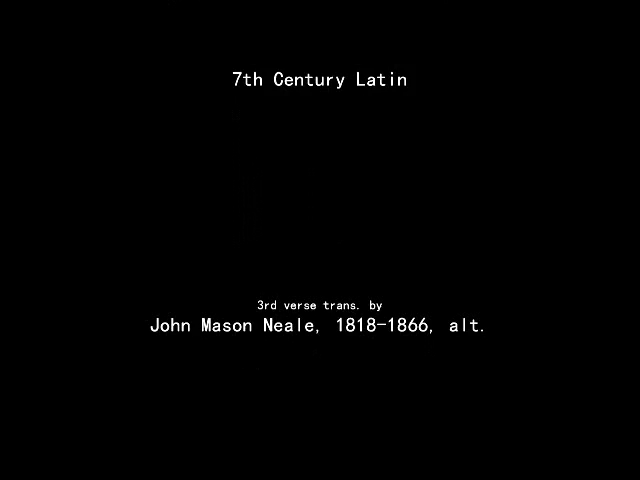 7th Century Latin
3rd verse trans. by
John Mason Neale, 1818-1866, alt.